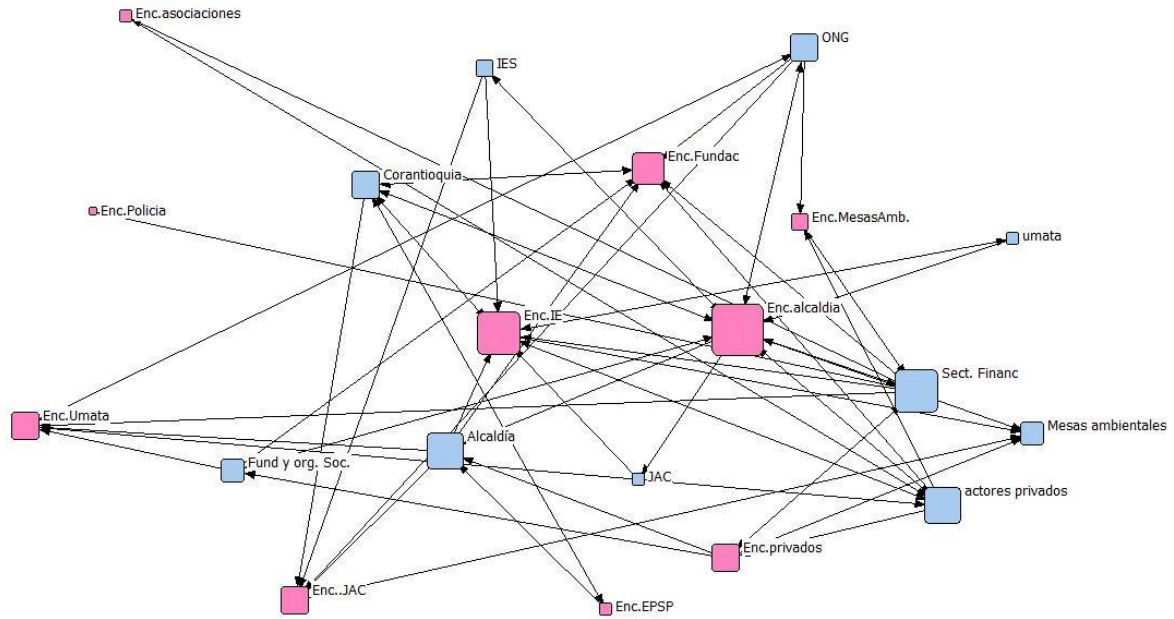 Enc.asociaciones
ONG
IES
Enc.Fundac
Corantioquia
Enc.Policia
Enc.MesasAmb.
umata
Enc.alcaldia
Enc.IE
Sect. Financ
Enc.Umata
Mesas ambientales
Alcaldía
Fund y org. Soc.
JAC
actores privados
Enc.privados
Enc..JAC
Enc.EPSP